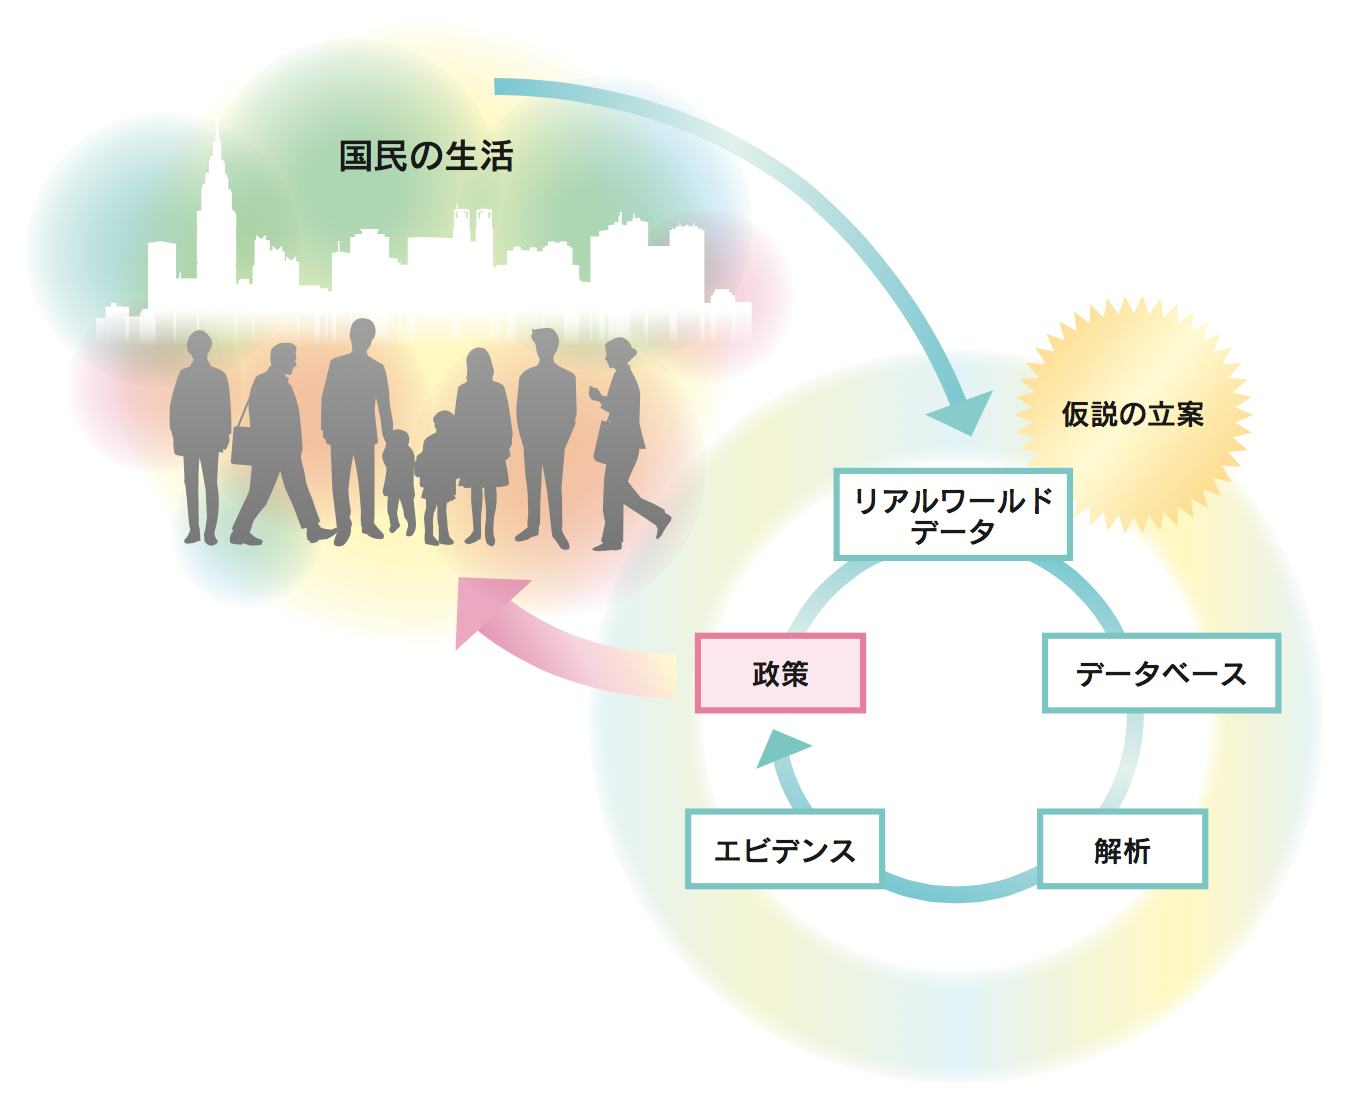 国民の生活
仮説の立案
リアルワールド
データ
データベース
解析
エビデンス
政策